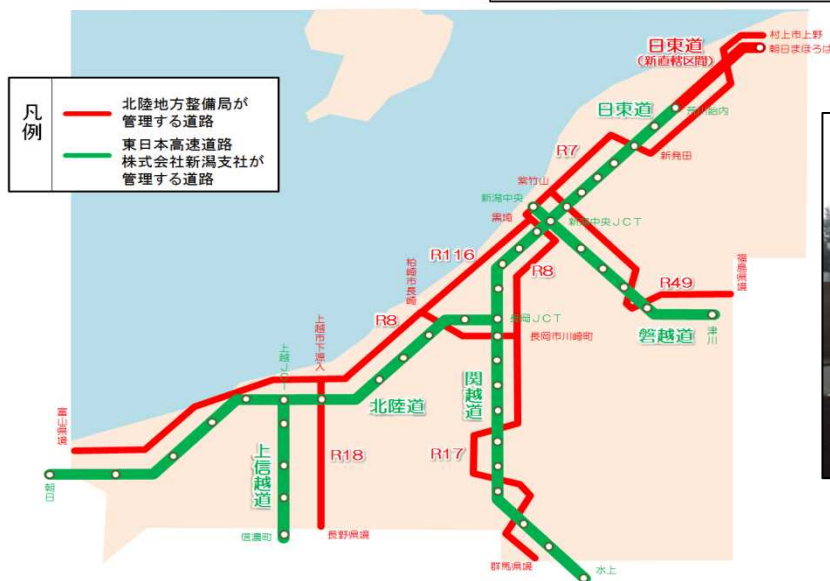 凡例
北陸地方整備局が
管理する道路
東日本高速道路
株式会社新潟支社が
管理する道路
日東道
(新直轄区間)
村上市上野
朝日まほろば
日東道
荒川胎内
R7
新発田
紫竹山
新潟中央
黒埼
新潟中央JCT
R116
R8
福島県境
R49
柏崎市長崎
R8
長岡JCT
長岡市川崎町
磐越道
津川
上越市下源入
上越JCT
北陸道
関越道
富山県境
朝日
上信越道
R18
R17
信濃町
長野県境
群馬県境
水上